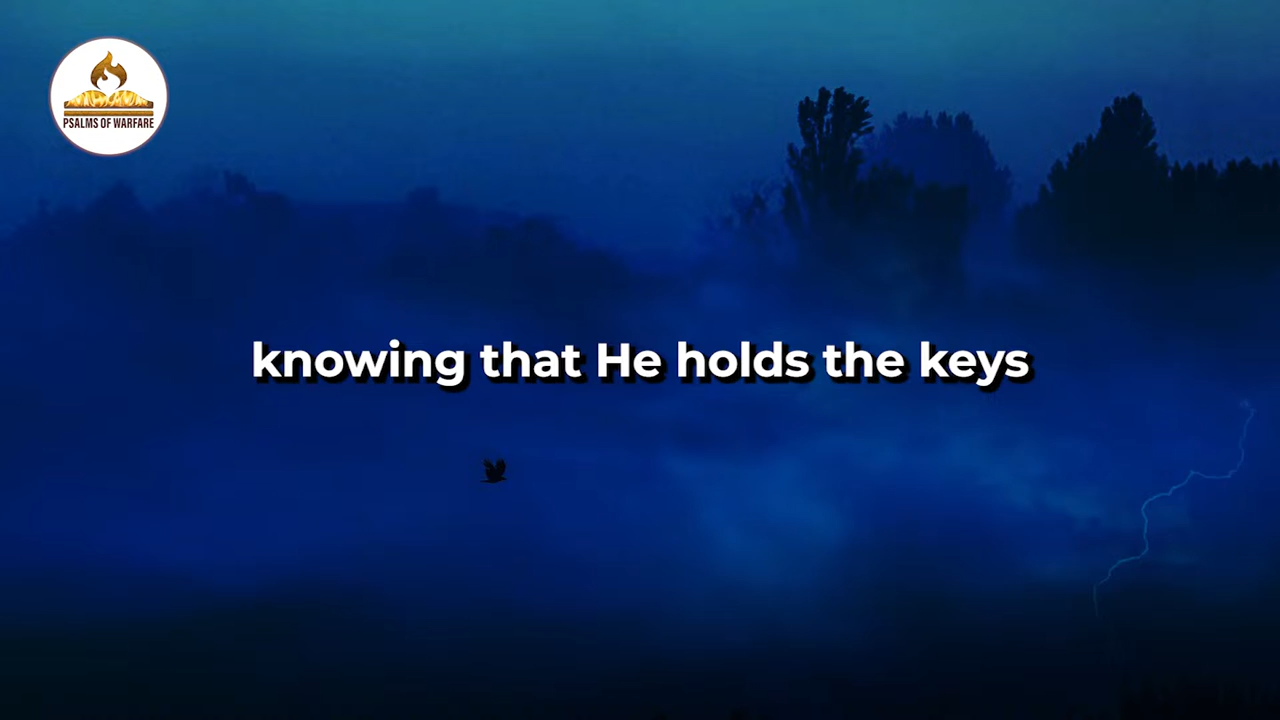 PSALMS OF WARFARE
knowing that He holds the keys